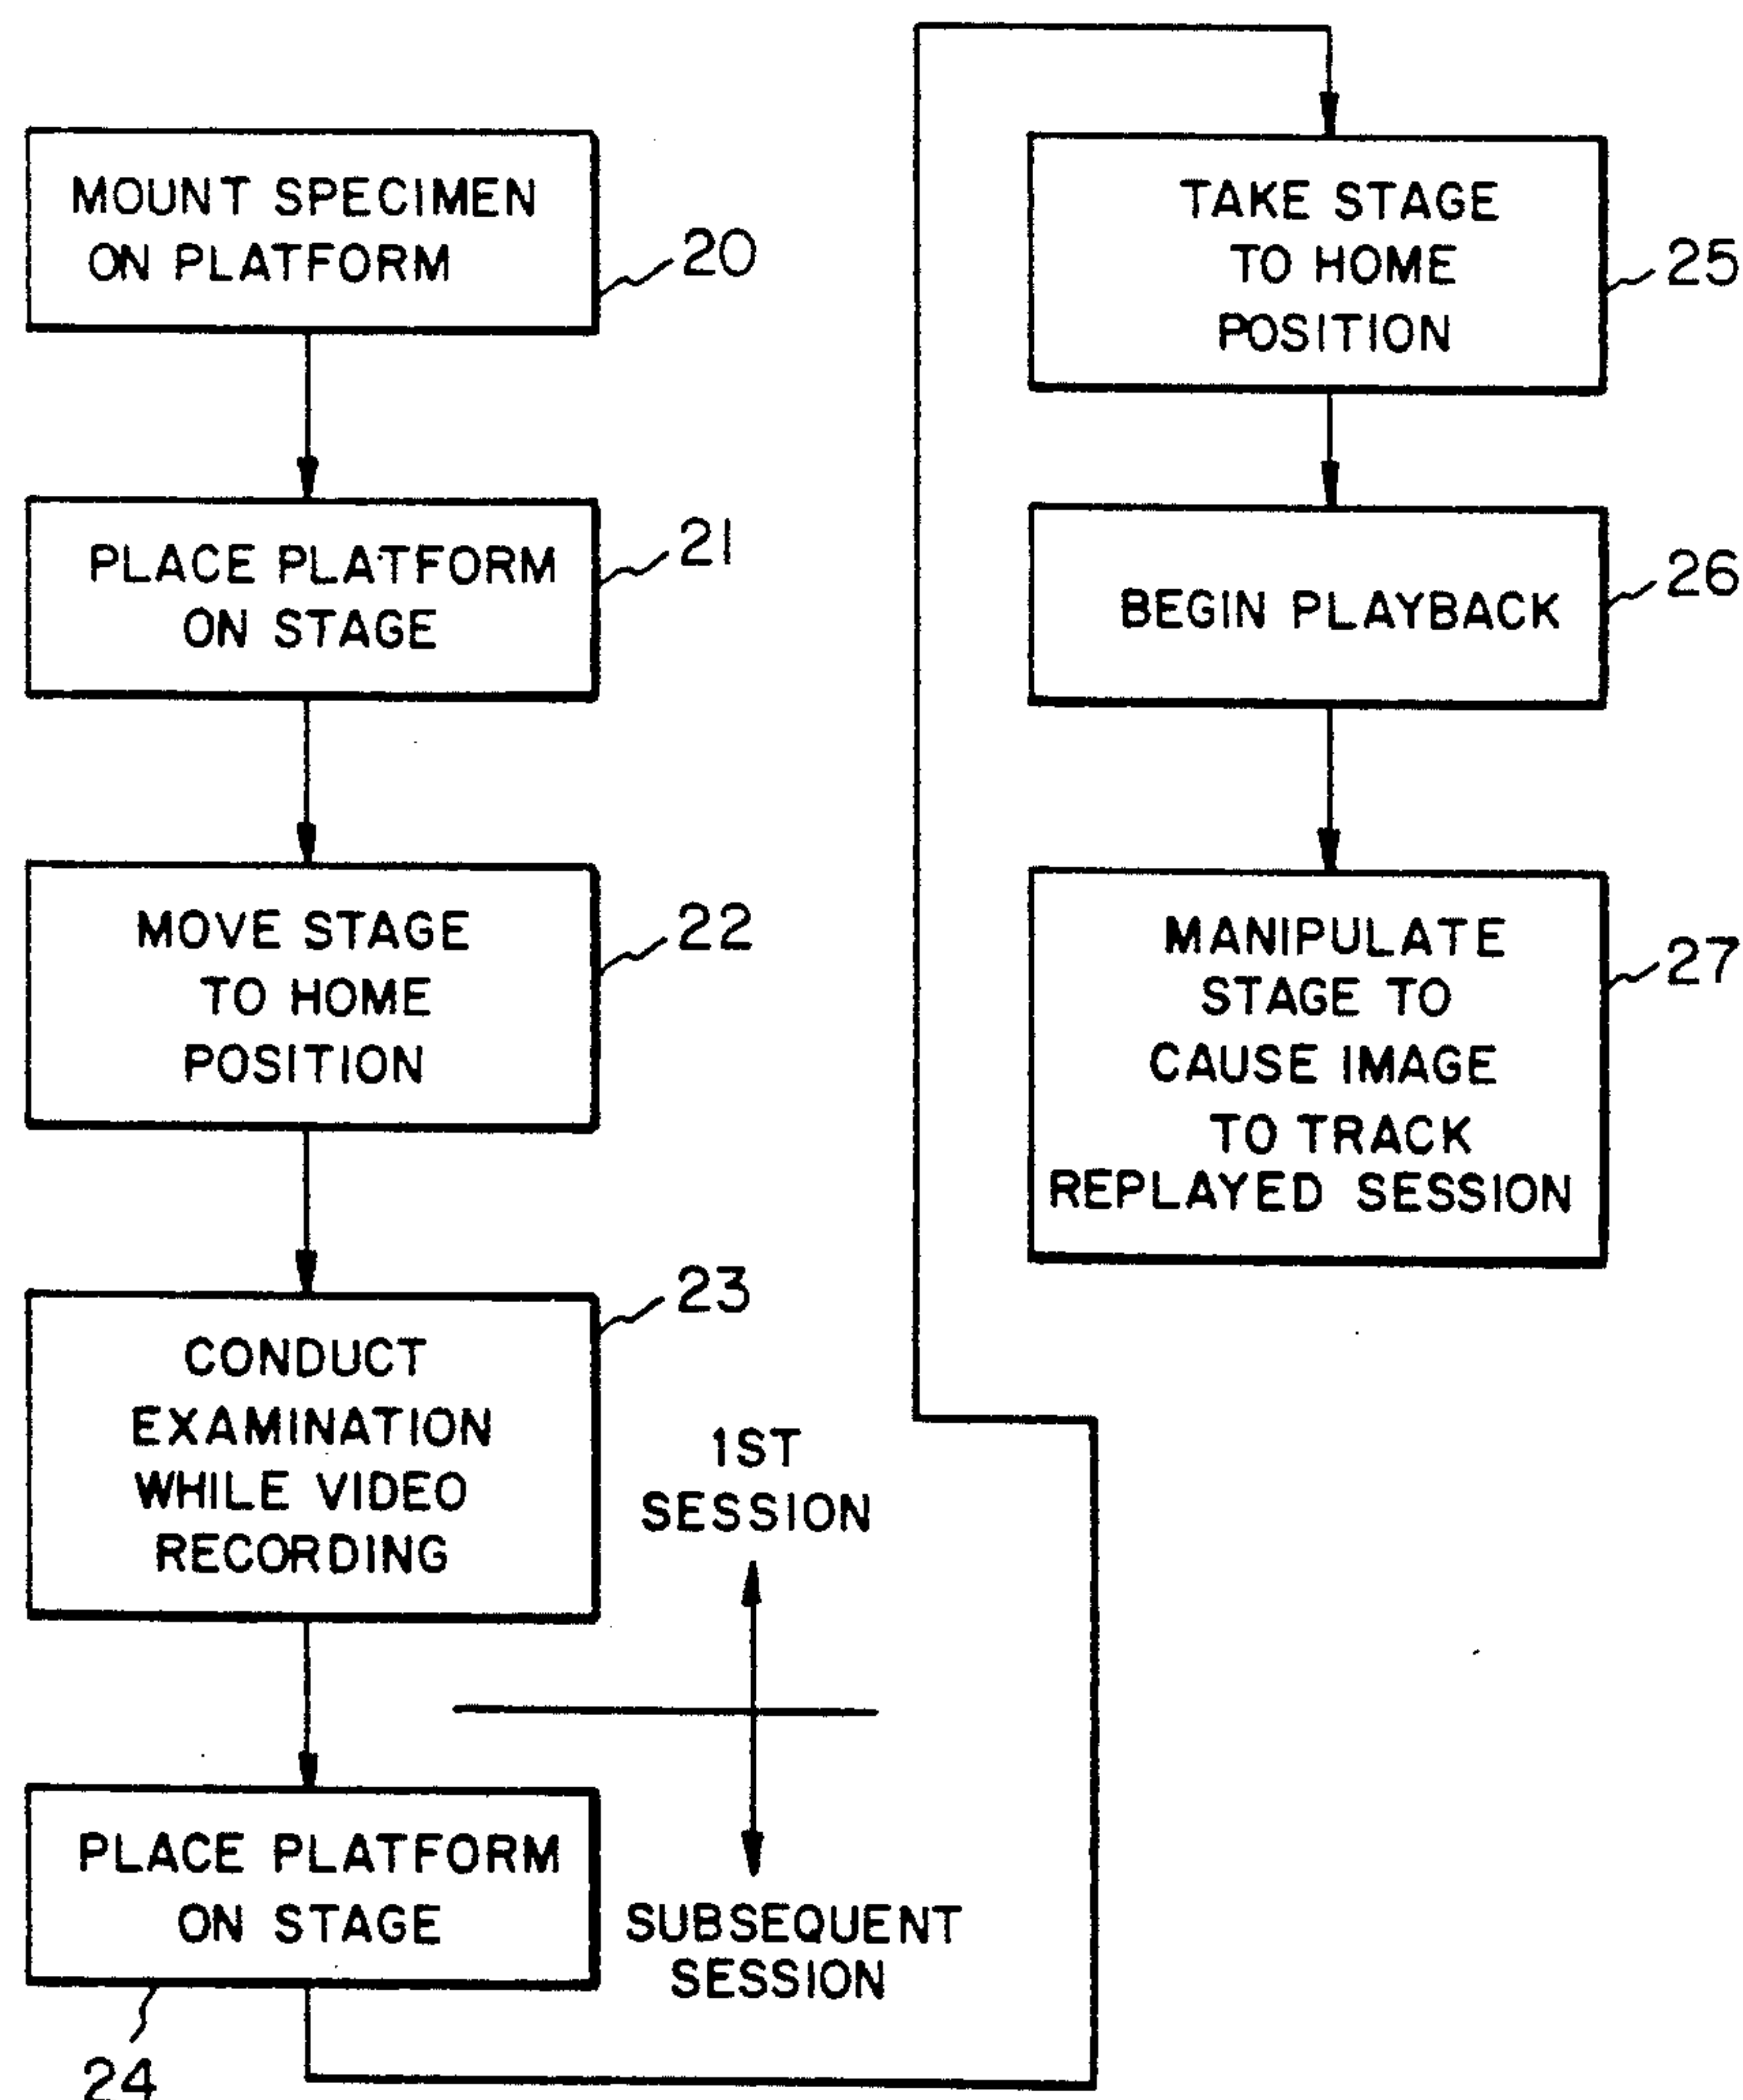 MOUNT SPECIMEN
ON PLATFORM
20
PLACE PLATFORM
ON STAGE
21
MOVE STAGE
TO HOME
POSITION
22
CONDUCT
EXAMINATION
WHILE VIDEO
RECORDING
23
1ST
SESSION
SUBSEQUENT
SESSION
PLACE PLATFORM
ON STAGE
24
TAKE STAGE
TO HOME
POSITION
25
BEGIN PLAYBACK
26
MANIPULATE
STAGE TO
CAUSE IMAGE
TO TRACK
REPLAYED SESSION
27